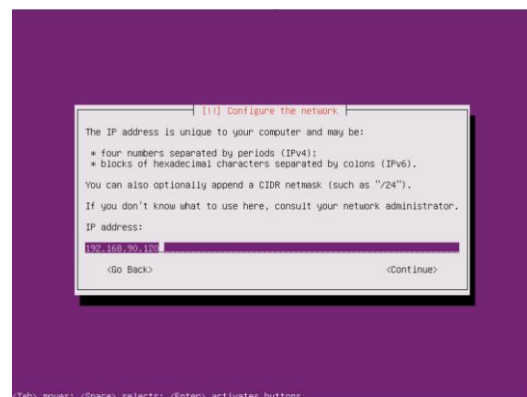 [!!] Configure the network
The IP address is unique to your computer and may be:
* four numbers separated by periods (IPv4):
* blocks of hexadecimal characters separated by colons (IPv6).
You can also optionally append a CIDR netmask (such as "/24").
If you don't know what to use here, consult your network administrator.
IP address:
192.168.90.120
<Go Back> <Continue>
<Tab> moves; <Space> selects; <Enter> activates buttons